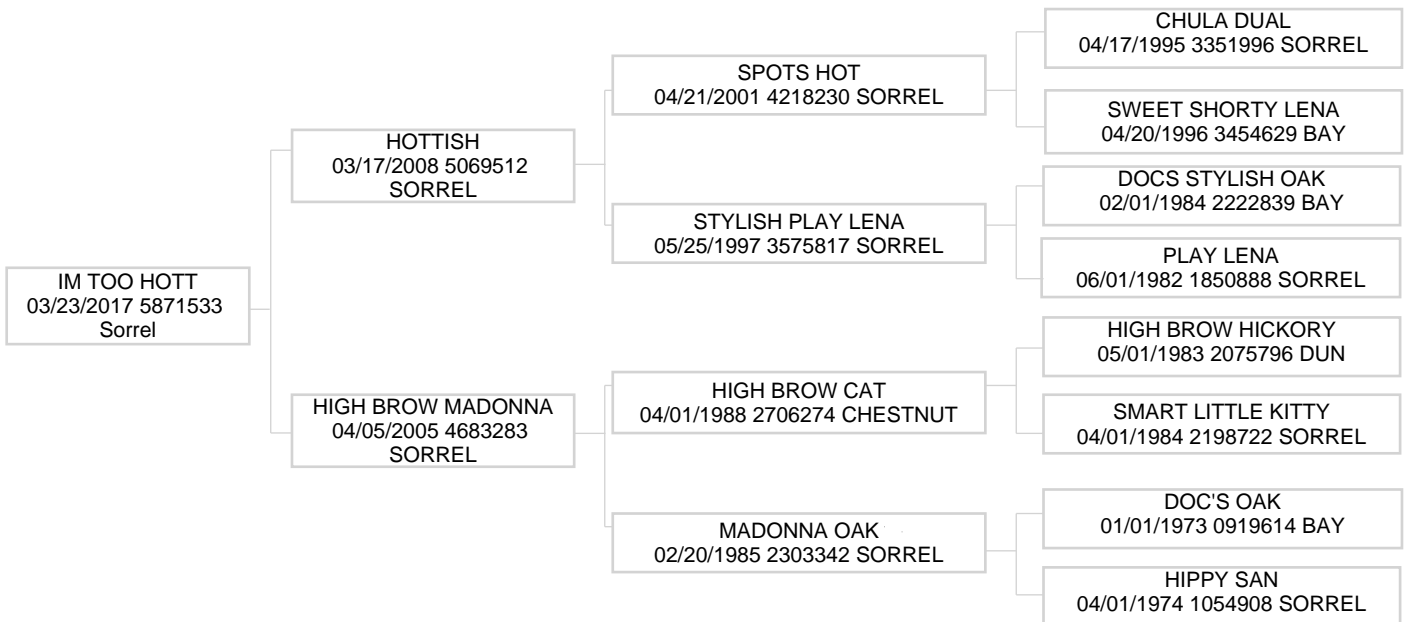 IM TOO HOTT
03/23/2017 5871533
Sorrel
HOTTISH
03/17/2008 5069512
SORREL
HIGH BROW MADONNA
04/05/2005 4683283
SORREL
SPOTS HOT
04/21/2001 4218230 SORREL
STYLISH PLAY LENA
05/25/1997 3575817 SORREL
HIGH BROW CAT
04/01/1988 2706274 CHESTNUT
MADONNA OAK
02/20/1985 2303342 SORREL
CHULA DUAL
04/17/1995 3351996 SORREL
SWEET SHORTY LENA
04/20/1996 3454629 BAY
DOCS STYLISH OAK
02/01/1984 2222839 BAY
PLAY LENA
06/01/1982 1850888 SORREL
HIGH BROW HICKORY
05/01/1983 2075796 DUN
SMART LITTLE KITTY
04/01/1984 2198722 SORREL
DOC'S OAK
01/01/1973 0919614 BAY
HIPPY SAN
04/01/1974 1054908 SORREL